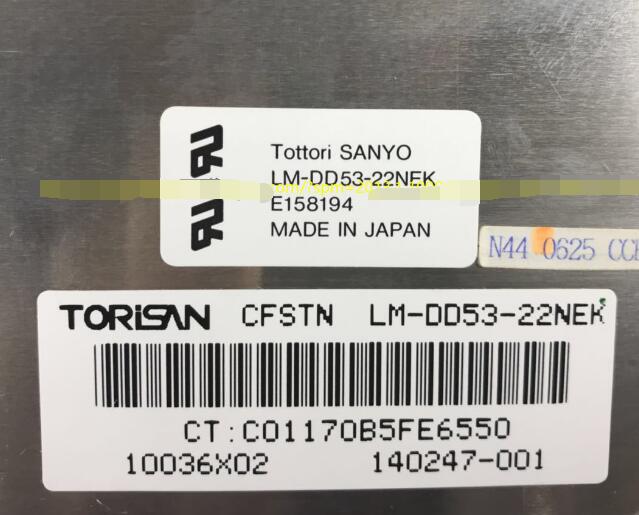 Tottori SANYO
LM-DD53-22NEK
E158194
MADE IN JAPAN
N44 0625
TORiSAN CFSTN LM-DD53-22NEK
CT:C01170B5FE6550
10036X02 140247-001